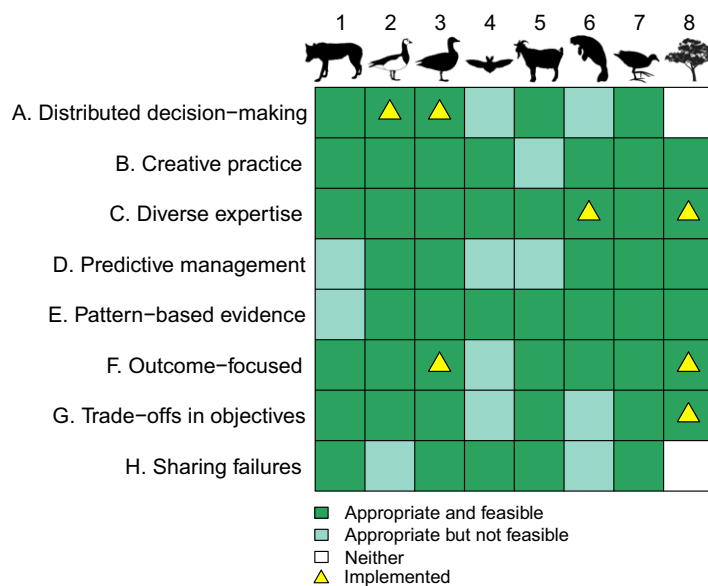 1 2 3 4 5 6 7 8
A. Distributed decision−making
B. Creative practice
C. Diverse expertise
D. Predictive management
E. Pattern−based evidence
F. Outcome−focused
G. Trade−offs in objectives
H. Sharing failures
Appropriate and feasible
Appropriate but not feasible
Neither
Implemented